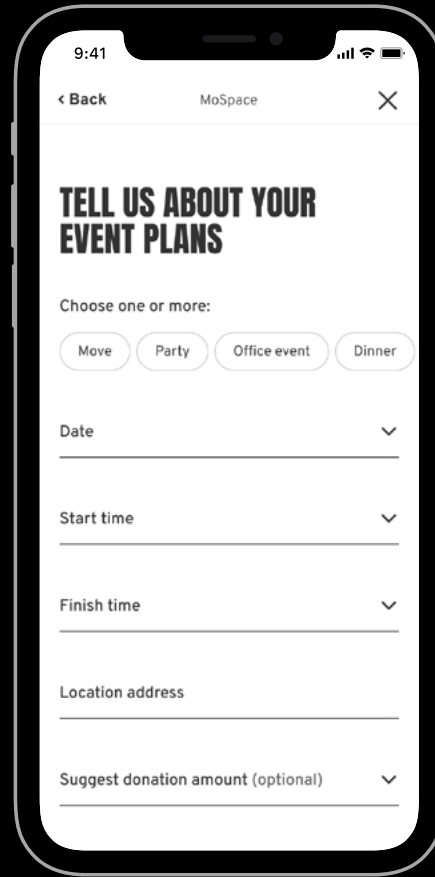 9:41
< Back MoSpace
TELL US ABOUT YOUR
EVENT PLANS
Choose one or more:
Move Party Office event Dinner
Date
Start time
Finish time
Location address
Suggest donation amount (optional)